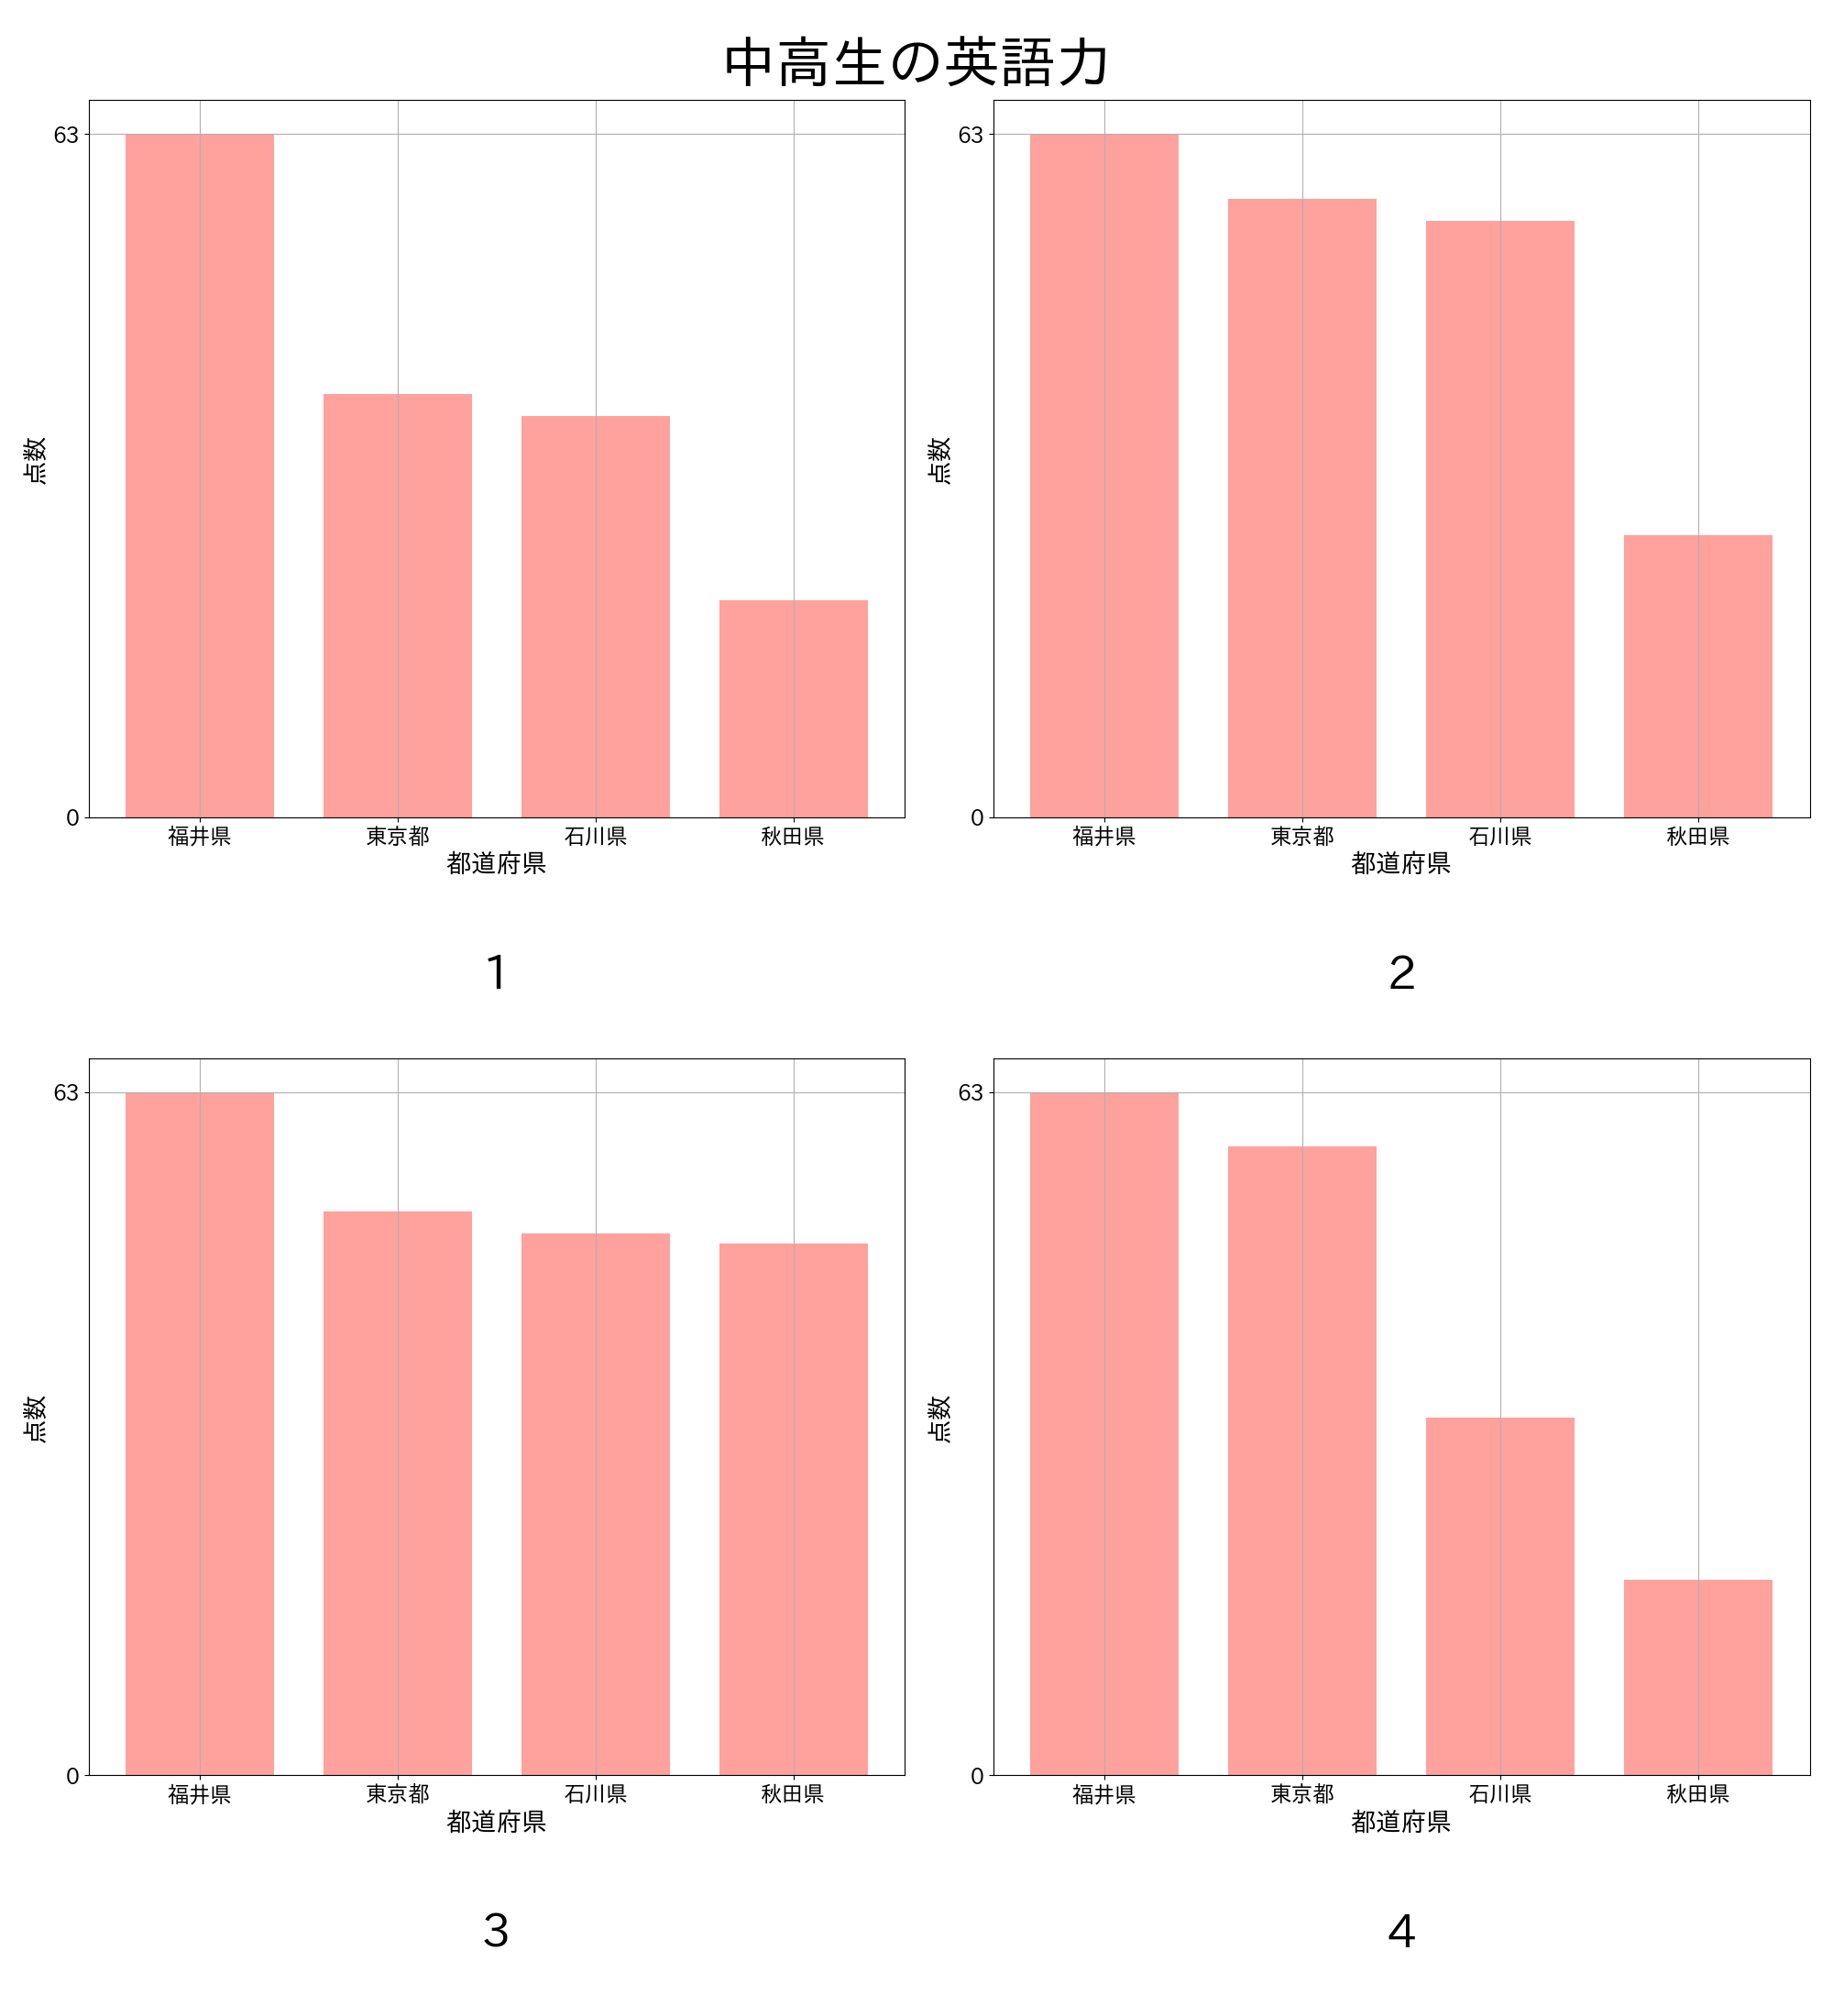 中高生の英語力
63
0
点数
福井県 東京都 石川県 秋田県
都道府県
1
63
0
点数
福井県 東京都 石川県 秋田県
都道府県
2
63
0
点数
福井県 東京都 石川県 秋田県
都道府県
3
63
0
点数
福井県 東京都 石川県 秋田県
都道府県
4